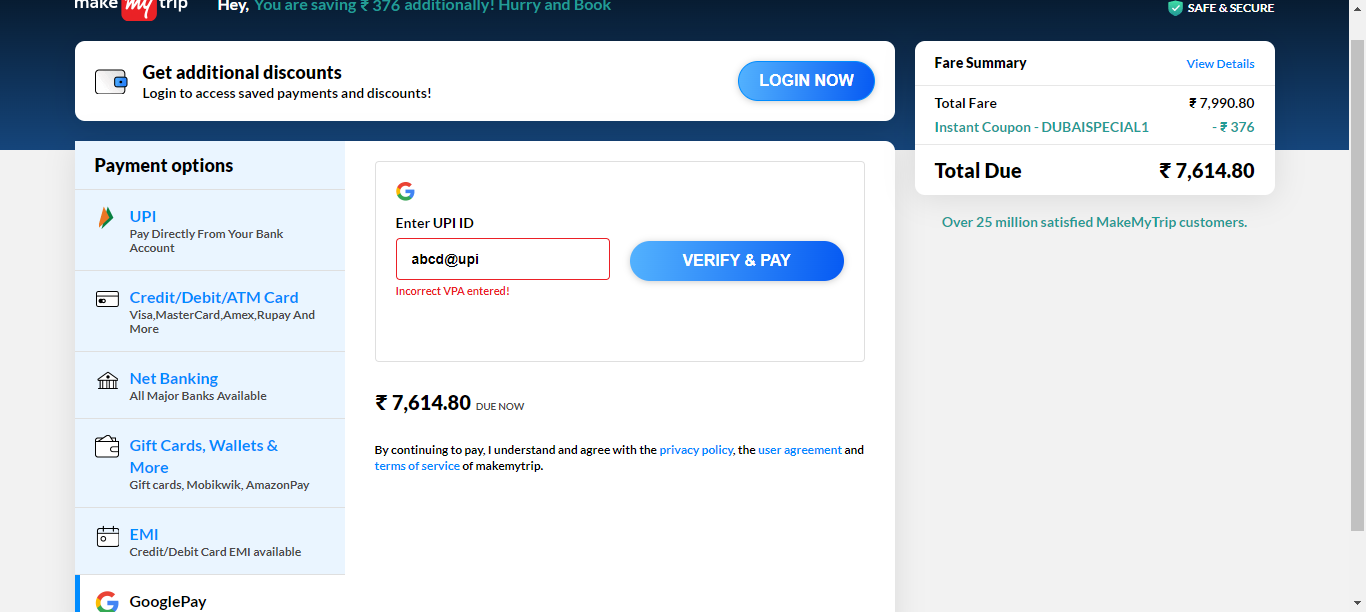 make my trip
Hey, You are saving ₹ 376 additionally! Hurry and Book
SAFE & SECURE
Get additional discounts
Login to access saved payments and discounts!
LOGIN NOW
Fare Summary
View Details
Total Fare
₹ 7,990.80
Instant Coupon - DUBAISPECIAL1
- ₹ 376
Total Due
₹ 7,614.80
Over 25 million satisfied MakeMyTrip customers.
Payment options
UPI
Pay Directly From Your Bank
Account
Credit/Debit/ATM Card
Visa,MasterCard,Amex,Rupay And
More
Net Banking
All Major Banks Available
Gift Cards, Wallets &
More
Gift cards, Mobikwik, AmazonPay
EMI
Credit/Debit Card EMI available
GooglePay
Enter UPI ID
abcd@upi
VERIFY & PAY
Incorrect VPA entered!
₹ 7,614.80 DUE NOW
By continuing to pay, I understand and agree with the privacy policy, the user agreement and
terms of service of makemytrip.